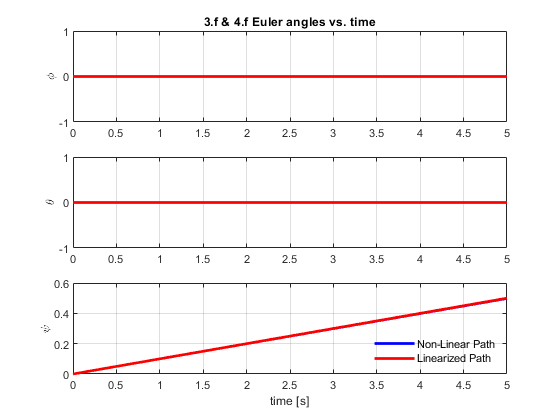 3.f & 4.f Euler angles vs. time
1
0
-1
ϕ
0 0.5 1 1.5 2 2.5 3 3.5 4 4.5 5
1
0
-1
θ
0 0.5 1 1.5 2 2.5 3 3.5 4 4.5 5
0.6
0.4
0.2
0
ψ
Non-Linear Path
Linearized Path
0 0.5 1 1.5 2 2.5 3 3.5 4 4.5 5
time [s]